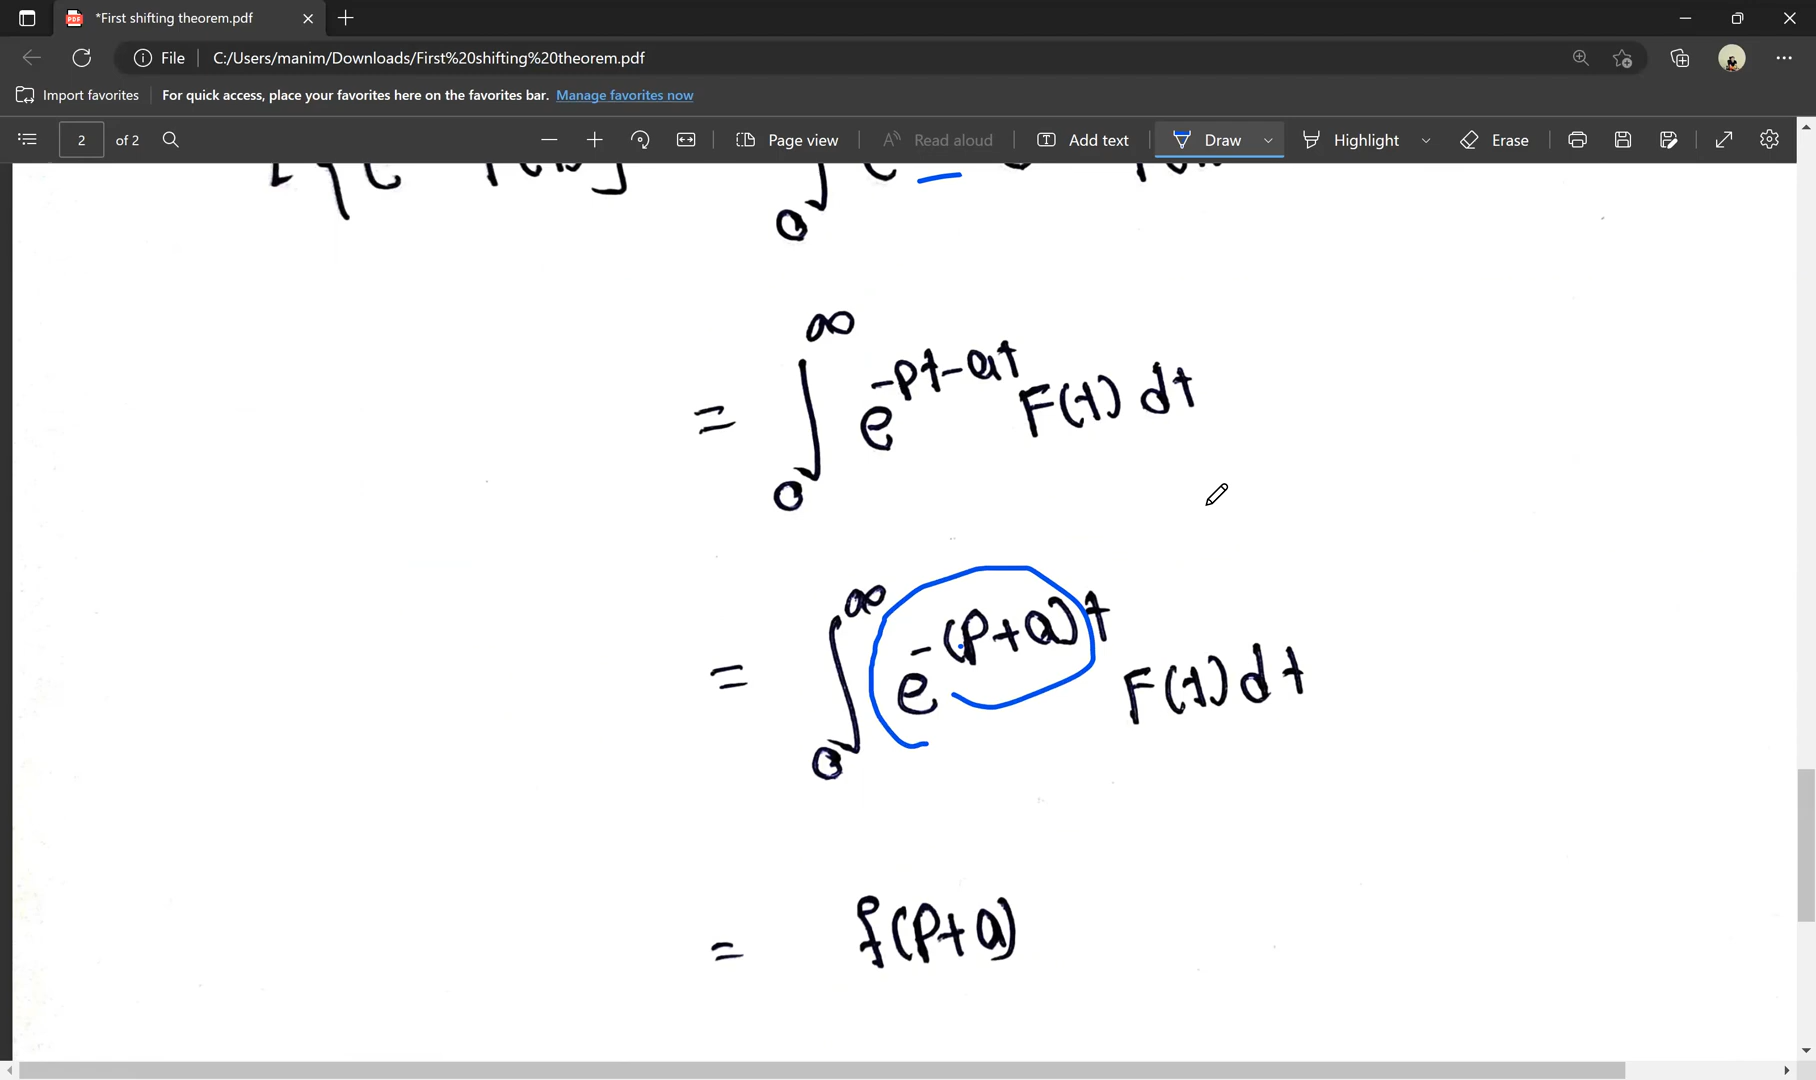 *First shifting theorem.pdf
File C:/Users/manim/Downloads/First%20shifting%20theorem.pdf
Import favorites For quick access, place your favorites here on the favorites bar. Manage favorites now
2 of 2 Page view Read aloud Add text Draw Highlight Erase
0
= ∫₀^∞ e^{-pt-at} F(t) dt
= ∫₀^∞ e^{-(p+a)t} F(t) dt
= f(p+a)